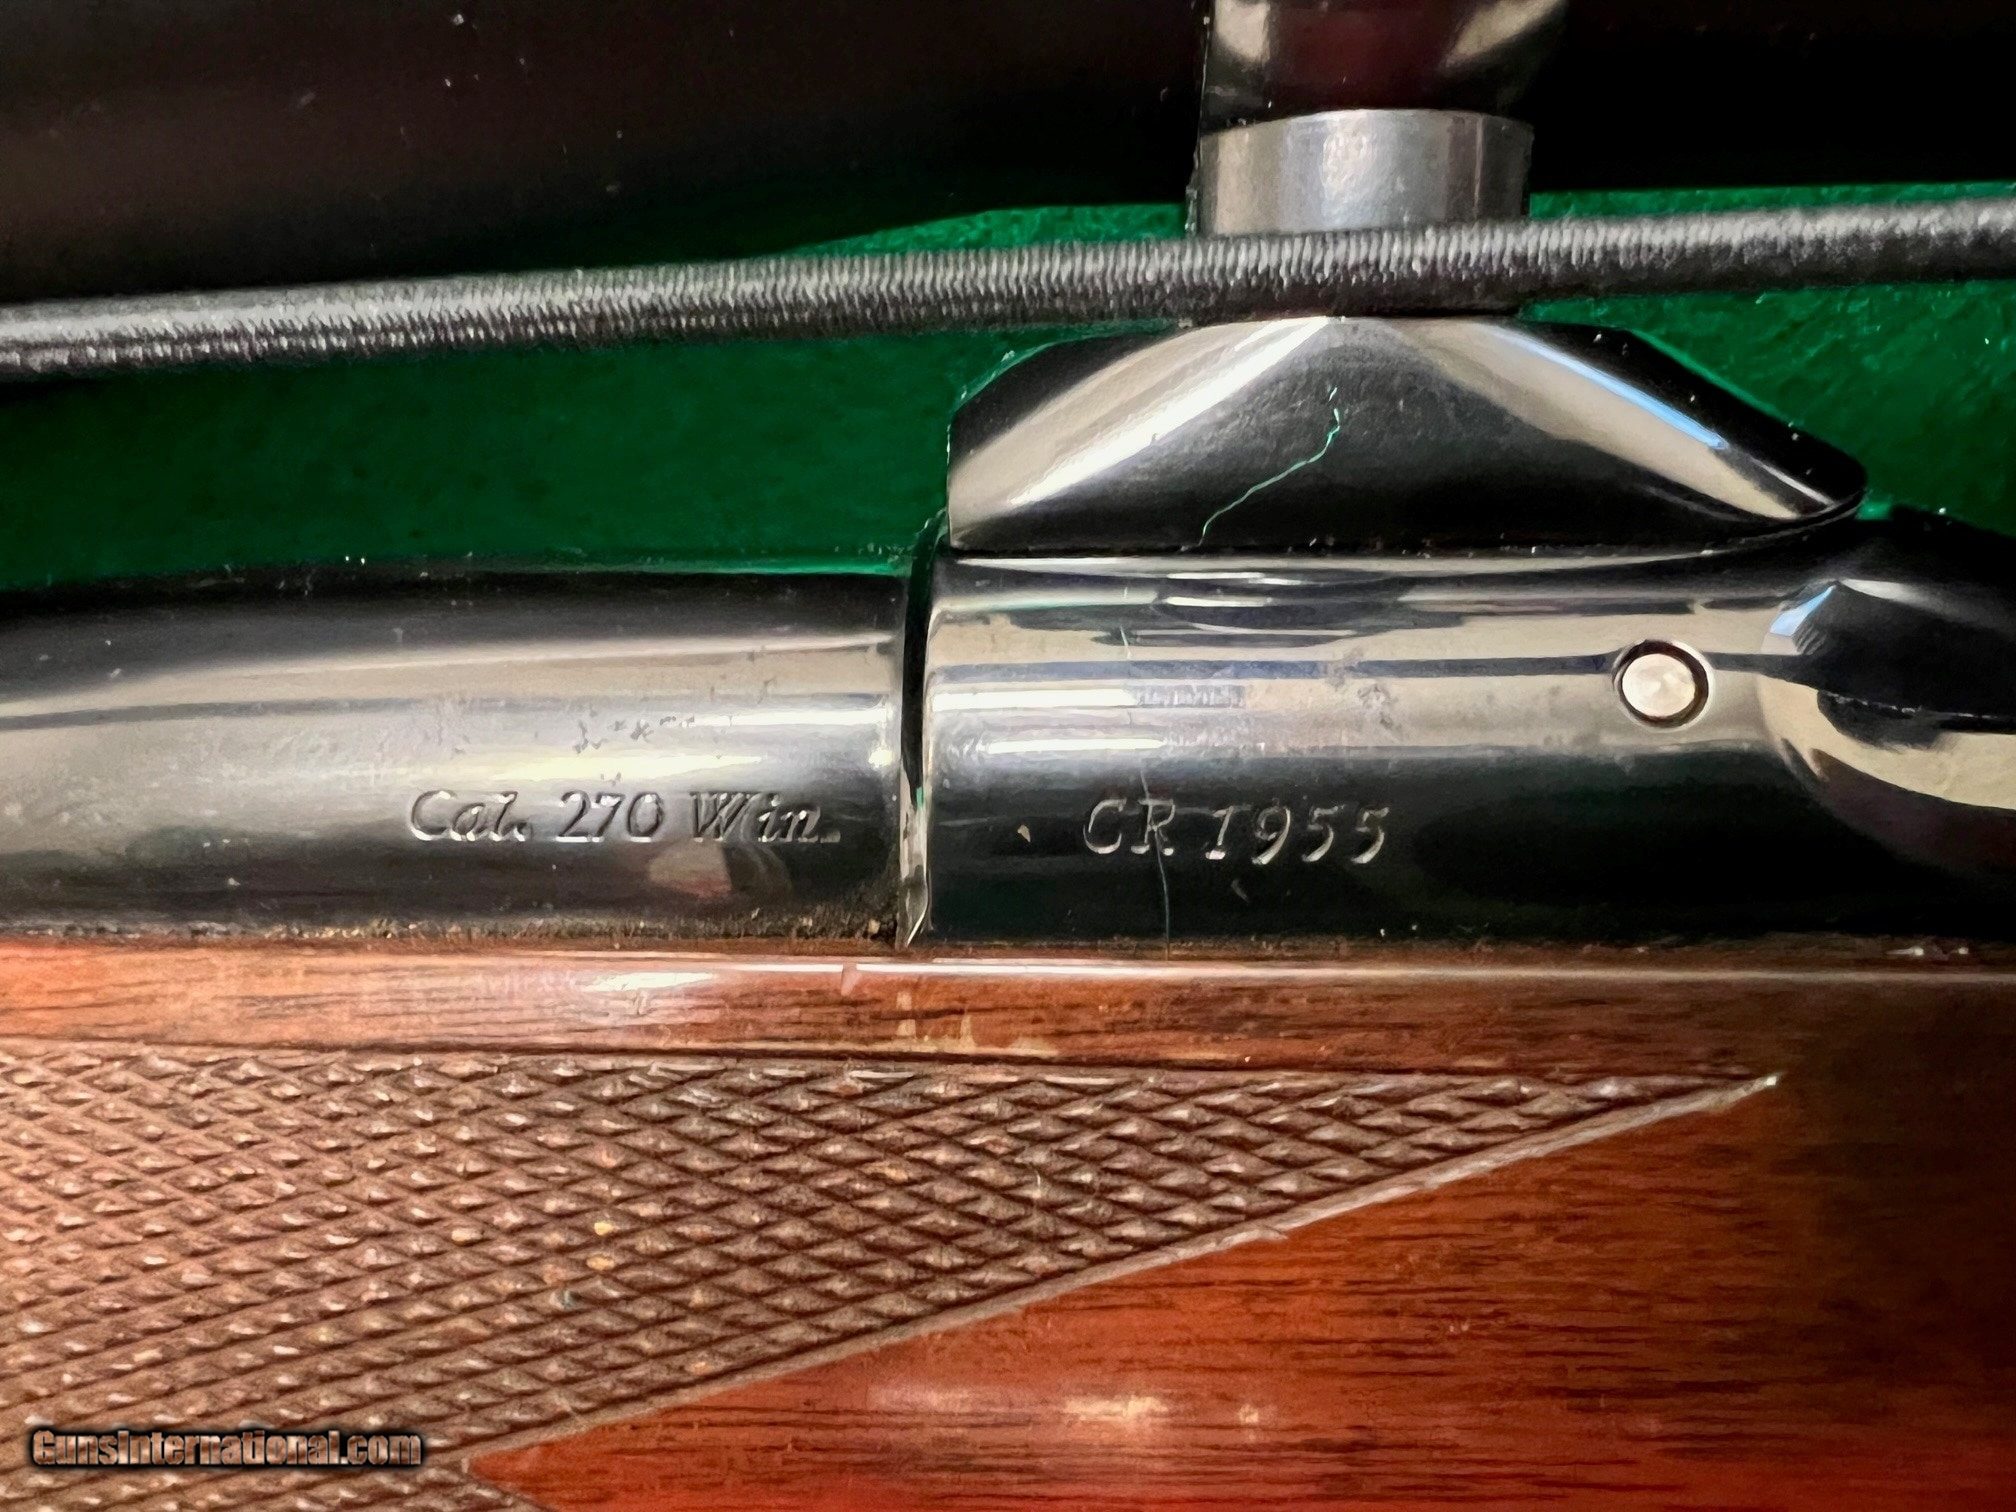 Cal. 270 Win.
CR 1955
GunsInternational.com